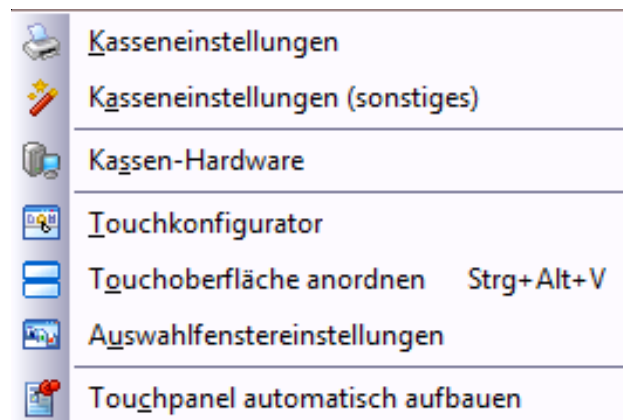 Kasseneinstellungen
Kasseneinstellungen (sonstiges)
Kassen-Hardware
Touchkonfigurator
Touchoberfläche anordnen Strg+Alt+V
Auswahlfenstereinstellungen
Touchpanel automatisch aufbauen